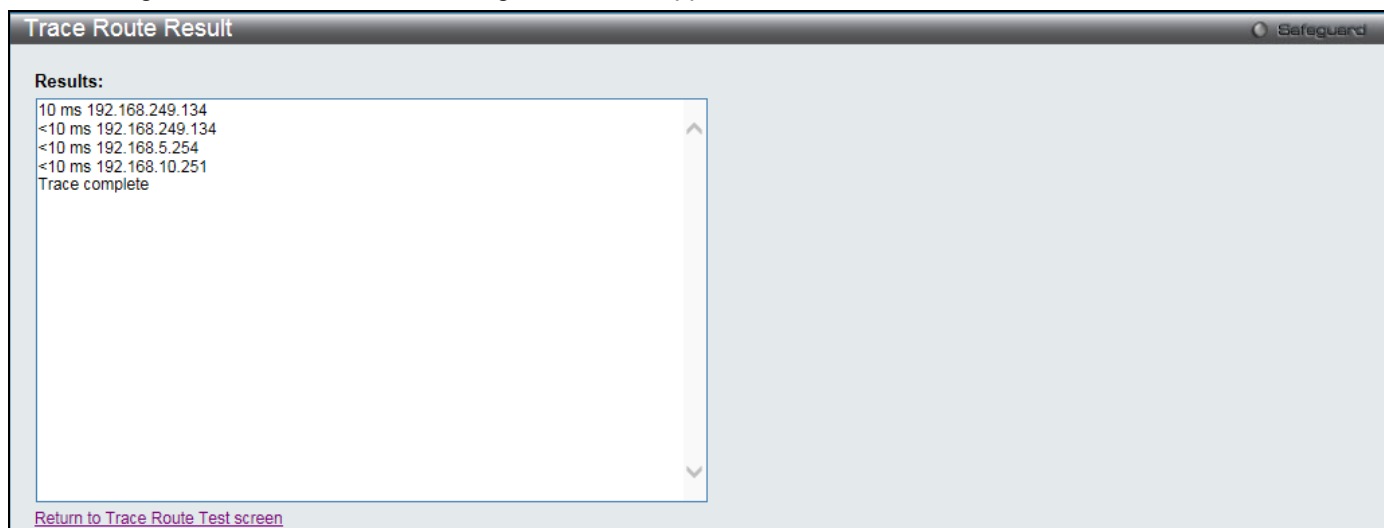 Trace Route Result
Safeguard
Results:
10 ms 192.168.249.134
<10 ms 192.168.249.134
<10 ms 192.168.5.254
<10 ms 192.168.10.251
Trace complete
Return to Trace Route Test screen